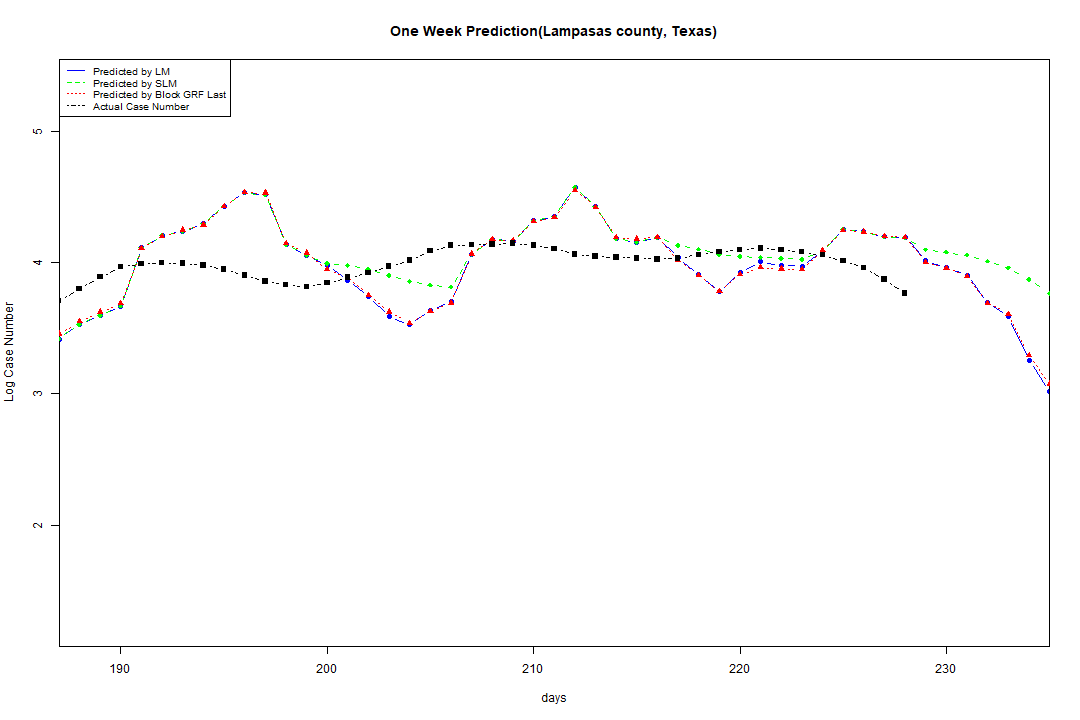 One Week Prediction(Lampasas county, Texas)
Predicted by LM
Predicted by SLM
Predicted by Block GRF Last
Actual Case Number
5
4
3
2
Log Case Number
190 200 210 220 230
days